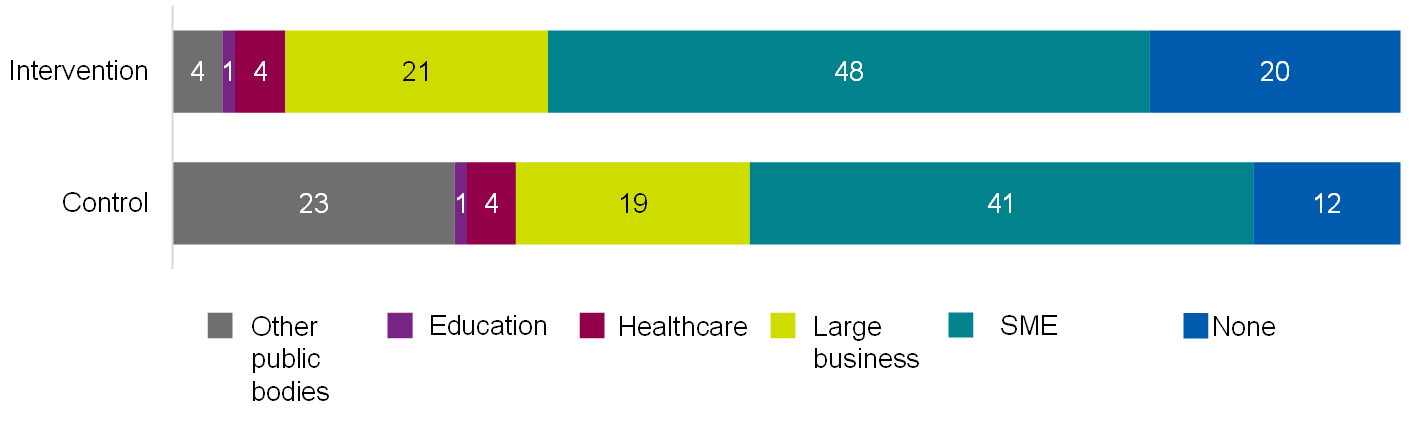 Intervention 4 1 4 21 48 20
Control 23 1 4 19 41 12
Other public bodies
Education
Healthcare
Large business
SME
None